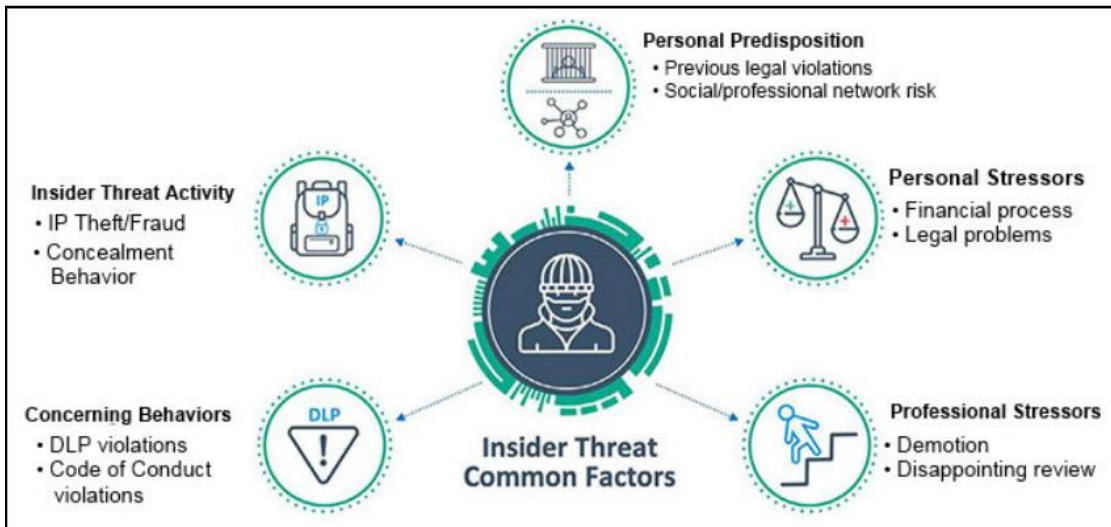 Personal Predisposition
• Previous legal violations
• Social/professional network risk
Insider Threat Activity
• IP Theft/Fraud
• Concealment
Behavior
IP
Personal Stressors
• Financial process
• Legal problems
Concerning Behaviors
• DLP violations
• Code of Conduct
violations
DLP
Insider Threat
Common Factors
Professional Stressors
• Demotion
• Disappointing review